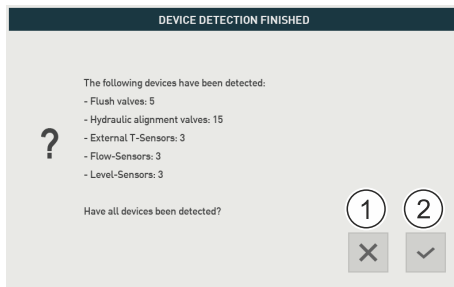 DEVICE DETECTION FINISHED
The following devices have been detected:
- Flush valves: 5
- Hydraulic alignment valves: 15
- External T-Sensors: 3
- Flow-Sensors: 3
- Level-Sensors: 3
?
Have all devices been detected?
1 2